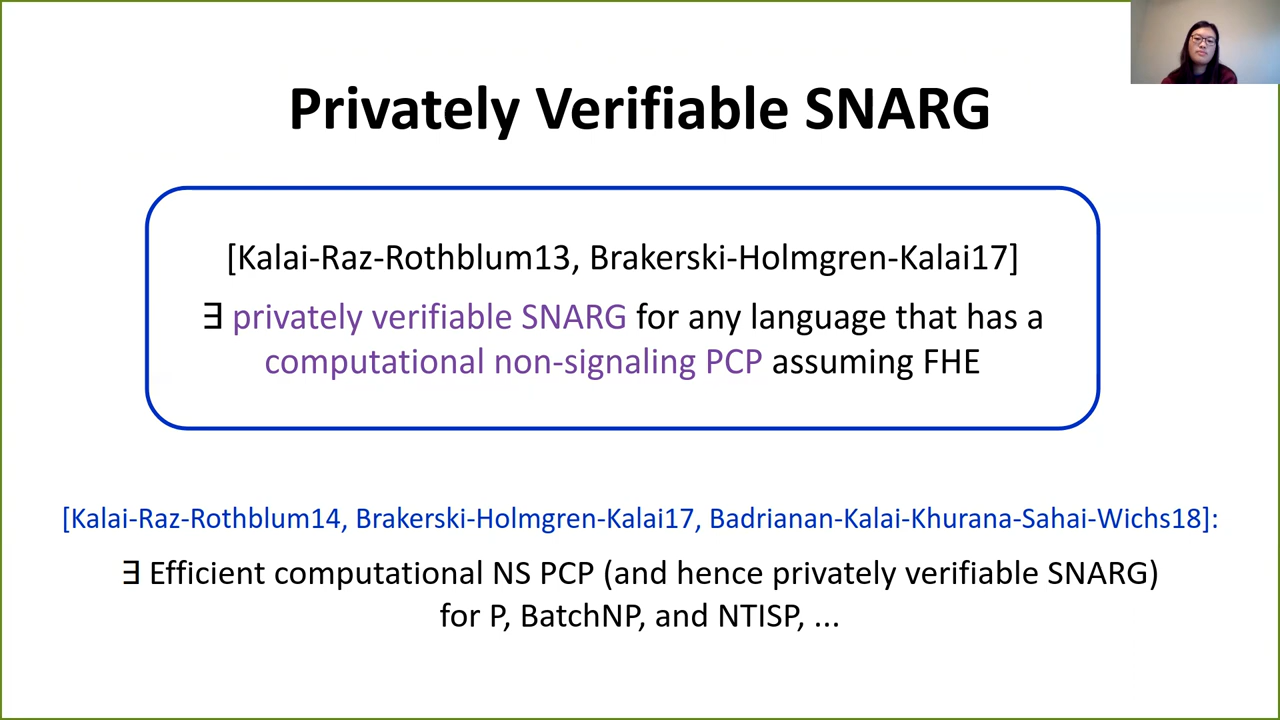 Privately Verifiable SNARG
[Kalai-Raz-Rothblum13, Brakerski-Holmgren-Kalai17]
∃ privately verifiable SNARG for any language that has a
computational non-signaling PCP assuming FHE
[Kalai-Raz-Rothblum14, Brakerski-Holmgren-Kalai17, Badrianan-Kalai-Khurana-Sahai-Wichs18]:
∃ Efficient computational NS PCP (and hence privately verifiable SNARG)
for P, BatchNP, and NTISP, ...